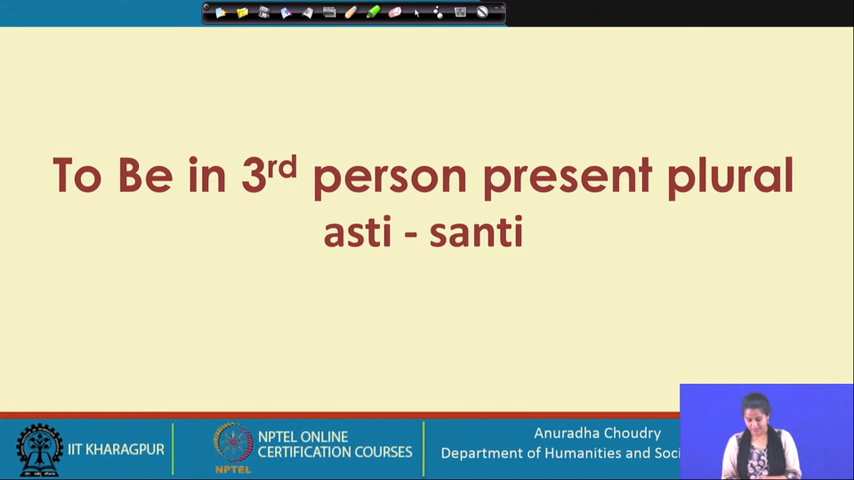 To Be in 3rd person present plural
asti - santi
IIT KHARAGPUR
NPTEL
NPTEL ONLINE
CERTIFICATION COURSES
Anuradha Choudry
Department of Humanities and Soci